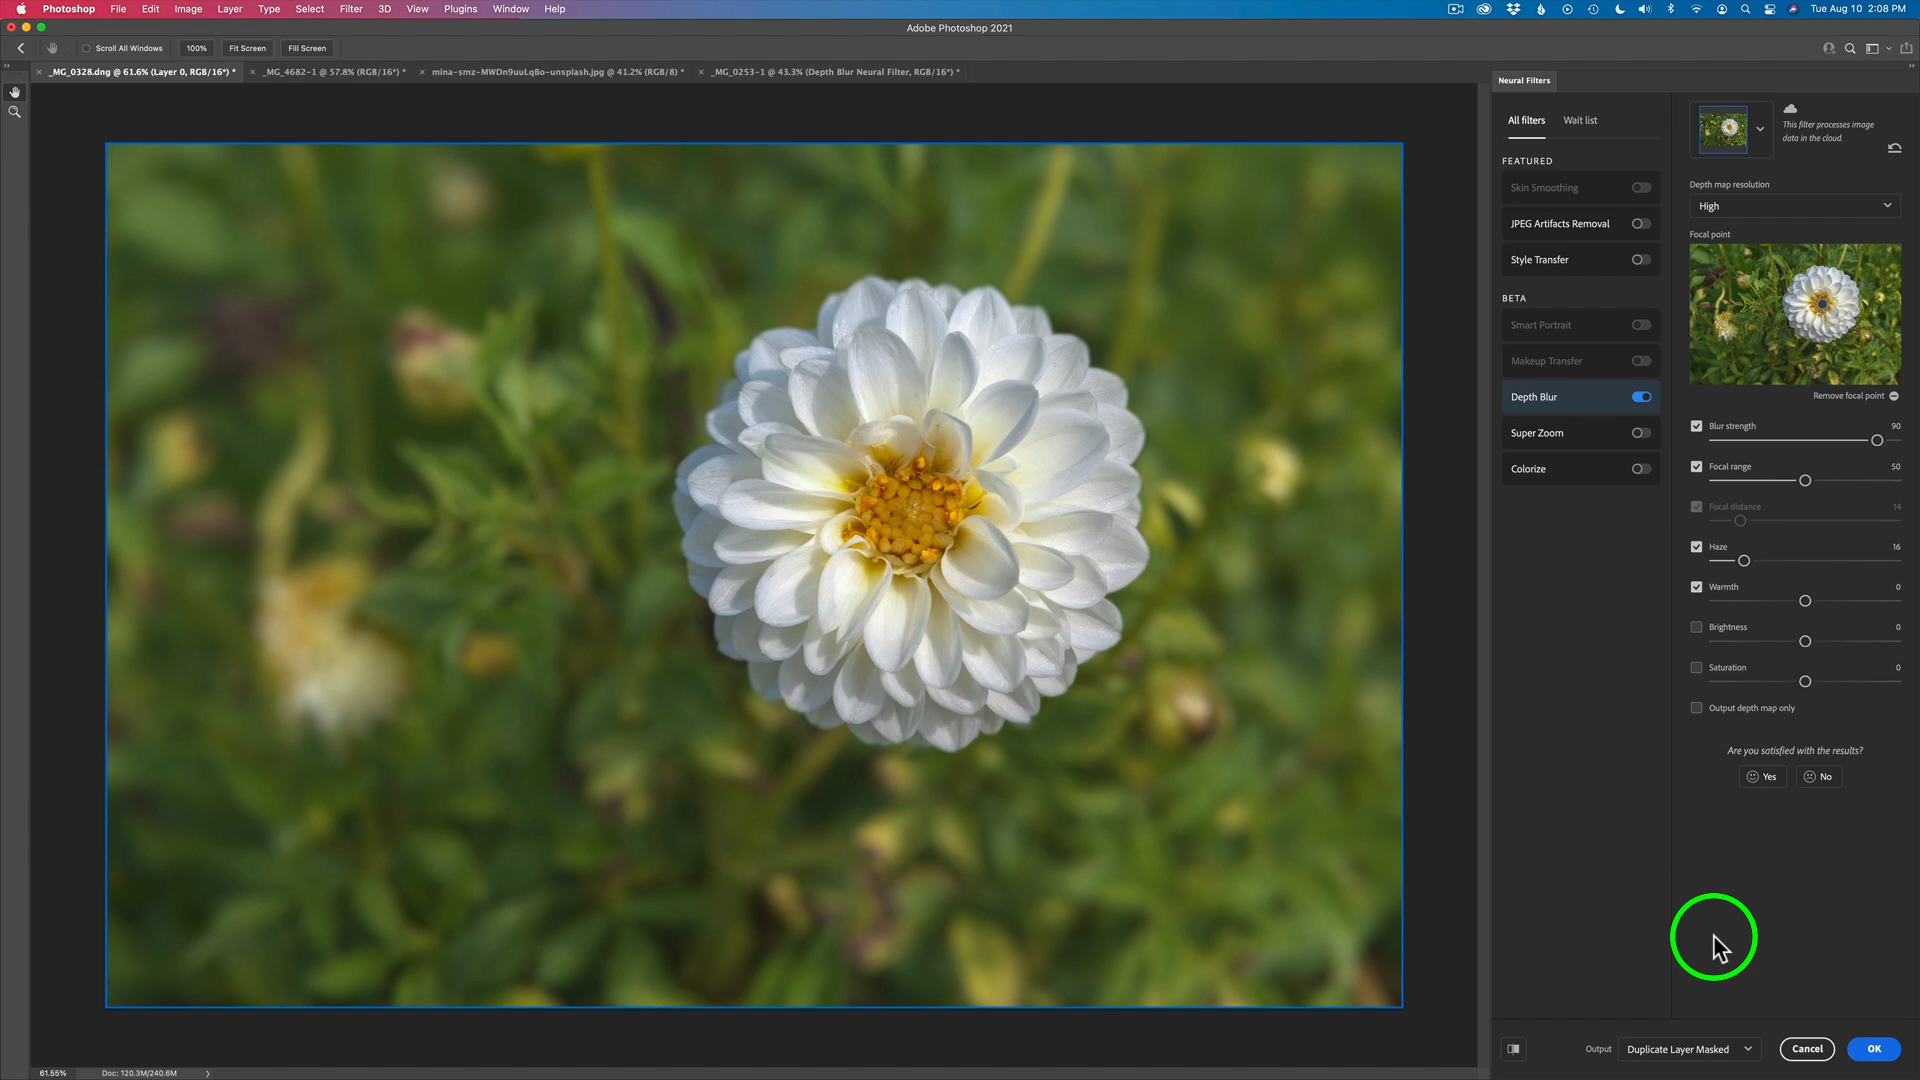 Photoshop File Edit Image Layer Type Select Filter 3D View Plugins Window Help Tue Aug 10 2:08 PM
Adobe Photoshop 2021
Scroll All Windows 100% Fit Screen Fill Screen
_MG_0328.dng @ 61.6% (Layer 0, RGB/16*) * _MG_4682-1 @ 57.8% (RGB/16*) * mina-smz-MWDn9uuLqBo-unsplash.jpg @ 41.2% (RGB/8) * _MG_0253-1 @ 43.3% (Depth Blur Neural Filter, RGB/16*) *
Neural Filters
All filters Wait list
FEATURED
Skin Smoothing
JPEG Artifacts Removal
Style Transfer
BETA
Smart Portrait
Makeup Transfer
Depth Blur
Super Zoom
Colorize
This filter processes image
data in the cloud.
Depth map resolution
High
Focal point
Remove focal point
Blur strength 90
Focal range 50
Focal distance 14
Haze 16
Warmth 0
Brightness 0
Saturation 0
Output depth map only
Are you satisfied with the results?
Yes No
Output Duplicate Layer Masked Cancel OK
61.55% Doc: 120.3M/240.6M